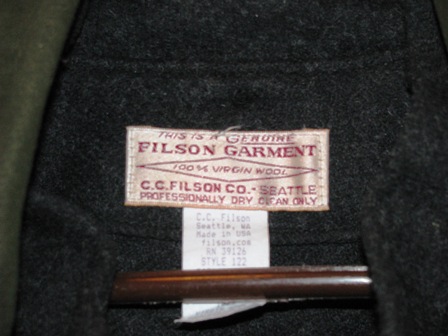 THIS IS A GENUINE
FILSON GARMENT
100% VIRGIN WOOL
C.C. FILSON CO. - SEATTLE
PROFESSIONALLY DRY CLEAN ONLY
C.C. Filson
Seattle, WA
Made in USA
filson.com
RN 39126
STYLE 122